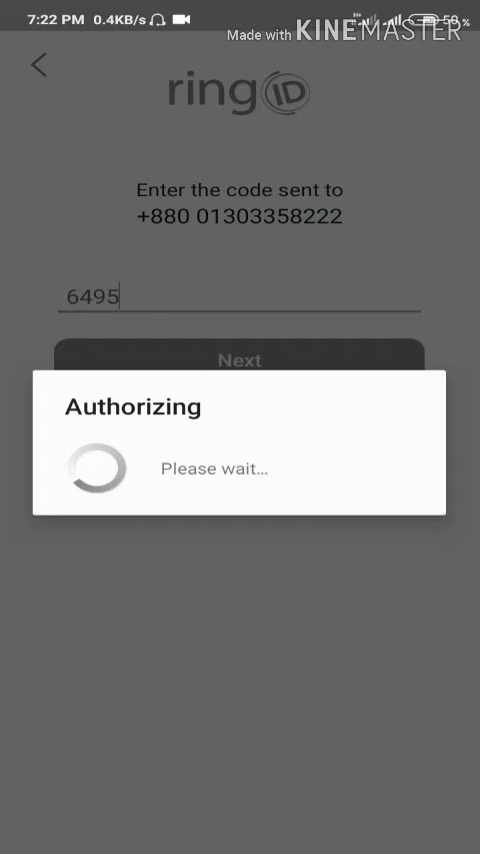 7:22 PM 0.4KB/s 58%
Made with KINEMASTER
ringID
Enter the code sent to
+880 01303358222
6495
Next
Authorizing
Please wait...